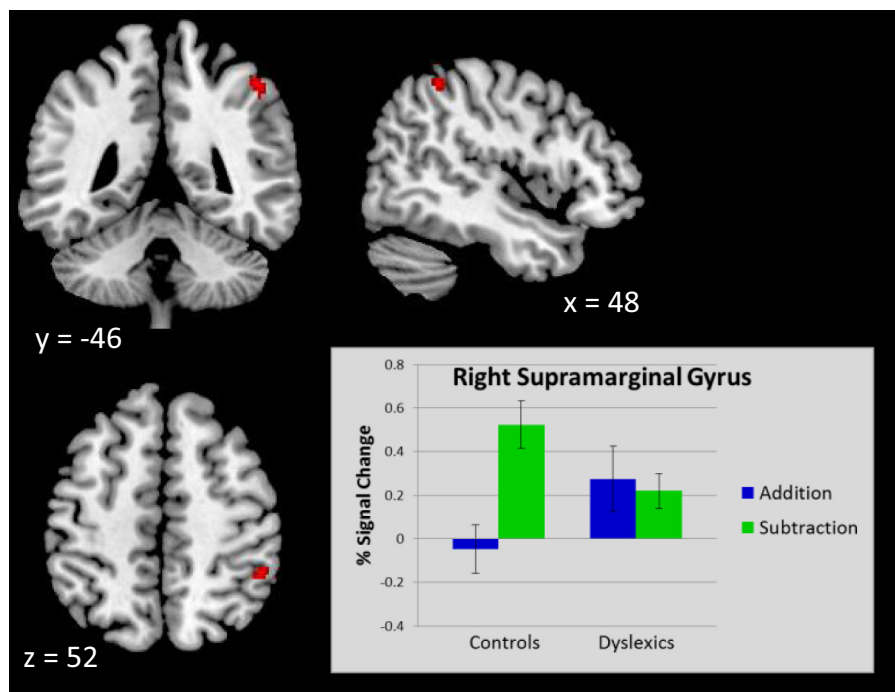 y = -46
x = 48
z = 52
Right Supramarginal Gyrus
% Signal Change
0.8
0.6
0.4
0.2
0
-0.2
-0.4
Controls Dyslexics
Addition
Subtraction